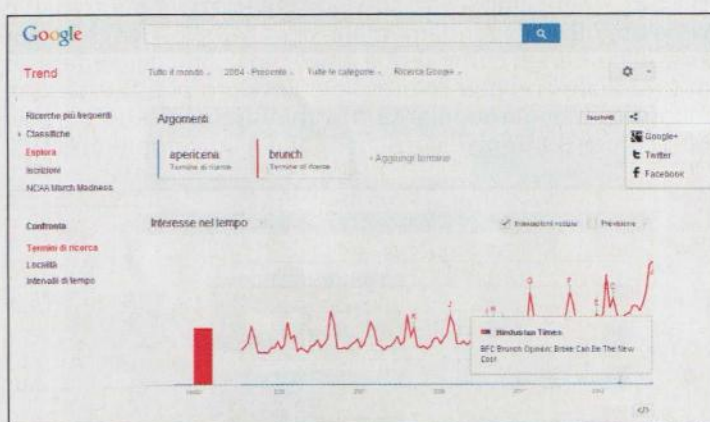 Google
Trend
Tutto il mondo
2004 - Presente
Tutte le categorie
Ricerca Google
Ricerche più frequenti
Classifiche
Esplora
Iscrizioni
NCAA March Madness
Confronta
Termini di ricerca
Località
Intervalli di tempo
Argomenti
Iscriviti
apericena
Termine di ricerca
brunch
Termine di ricerca
+Aggiungi termine
Google+
Twitter
Facebook
Interesse nel tempo
Previsione
J
G
F
Hindustan Times
BFC Brunch Opinion: Broke Can Be The New
Cool
</>